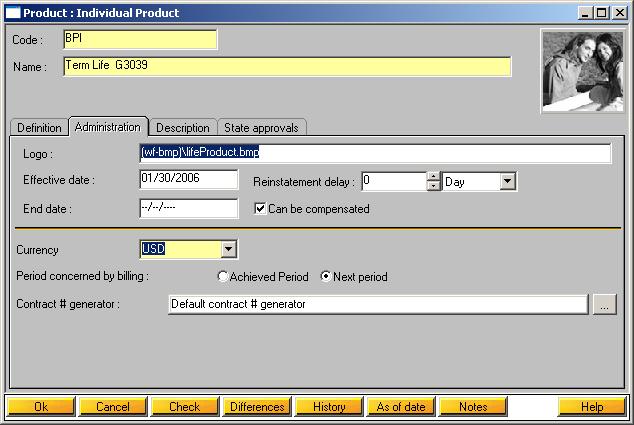 Product : Individual Product
Code : BPI
Name : Term Life G3039
Definition Administration Description State approvals
Logo : (wf-bmp)\lifeProduct.bmp
Effective date : 01/30/2006 Reinstatement delay : 0 Day
End date : --/--/---- Can be compensated
Currency USD
Period concerned by billing : Achieved Period Next period
Contract # generator : Default contract # generator ...
Ok Cancel Check Differences History As of date Notes Help